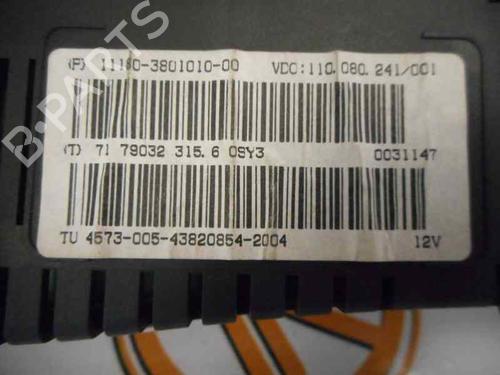 (P) 11180-3801010-00 VDO:110.080.241/001
(T) 71 79032 315.6 0SY3 0031147
TU 4573-005-43820854-2004 12V
B-PARTS